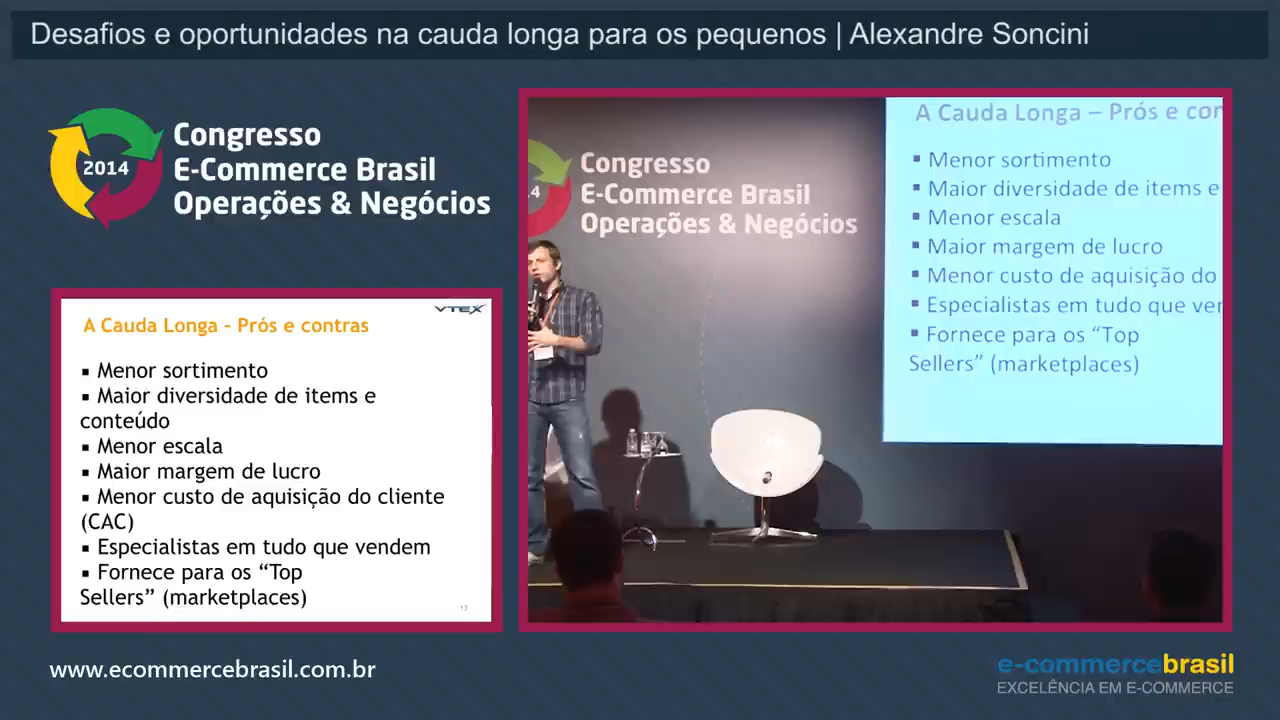 Desafios e oportunidades na cauda longa para os pequenos | Alexandre Soncini
2014
Congresso
E-Commerce Brasil
Operações & Negócios
VTEX
A Cauda Longa - Prós e contras
▪ Menor sortimento
▪ Maior diversidade de items e
conteúdo
▪ Menor escala
▪ Maior margem de lucro
▪ Menor custo de aquisição do cliente
(CAC)
▪ Especialistas em tudo que vendem
▪ Fornece para os “Top
Sellers” (marketplaces)
13
4
Congresso
E-Commerce Brasil
Operações & Negócios
A Cauda Longa – Prós e con
▪ Menor sortimento
▪ Maior diversidade de items e
▪ Menor escala
▪ Maior margem de lucro
▪ Menor custo de aquisição do
▪ Especialistas em tudo que ver
▪ Fornece para os “Top
Sellers” (marketplaces)
www.ecommercebrasil.com.br
e-commercebrasil
EXCELÊNCIA EM E-COMMERCE